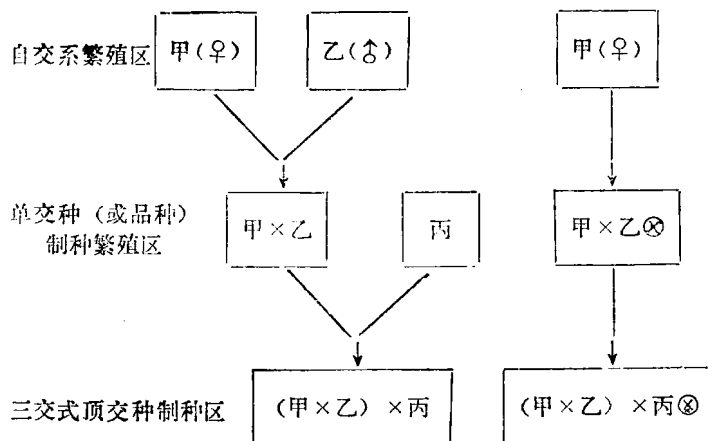 自交系繁殖区 甲(♀) 乙(♂) 甲(♀)
单交种（或品种）
制种繁殖区 甲×乙 丙 甲×乙⊗
三交式顶交种制种区 (甲×乙)×丙 (甲×乙)×丙⊗